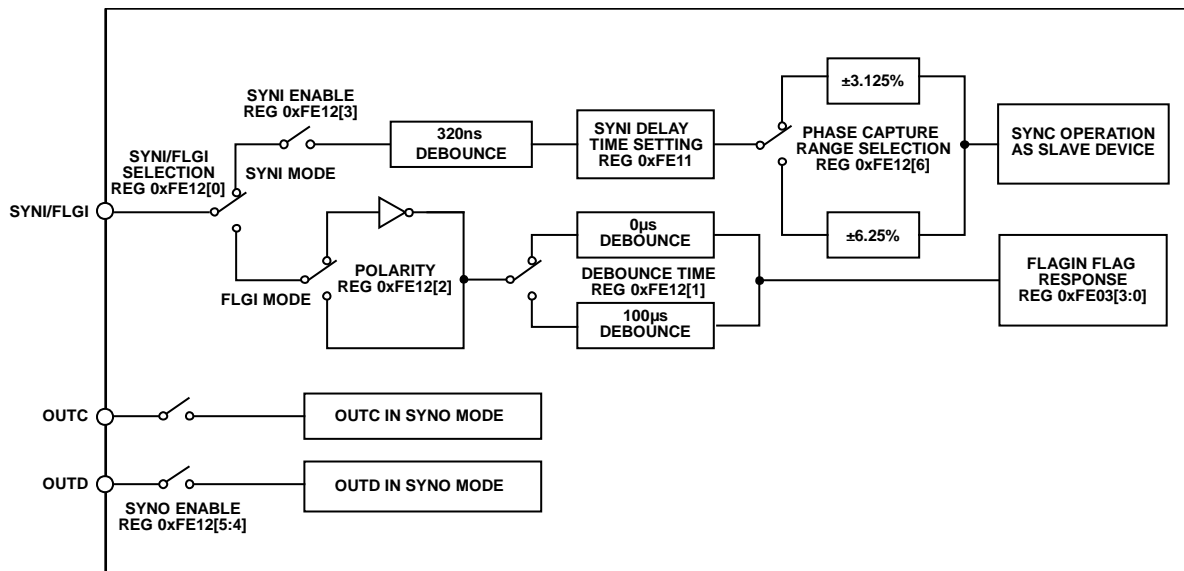 ±3.125%
SYNI ENABLE
REG 0xFE12[3]
320ns
DEBOUNCE
SYNI DELAY
TIME SETTING
REG 0xFE11
PHASE CAPTURE
RANGE SELECTION
REG 0xFE12[6]
SYNC OPERATION
AS SLAVE DEVICE
SYNI/FLGI
SELECTION
REG 0xFE12[0]
SYNI MODE
SYNI/FLGI
±6.25%
0µs
DEBOUNCE
POLARITY
REG 0xFE12[2]
DEBOUNCE TIME
REG 0xFE12[1]
FLAGIN FLAG
RESPONSE
REG 0xFE03[3:0]
FLGI MODE
100µs
DEBOUNCE
OUTC
OUTC IN SYNO MODE
OUTD
OUTD IN SYNO MODE
SYNO ENABLE
REG 0xFE12[5:4]